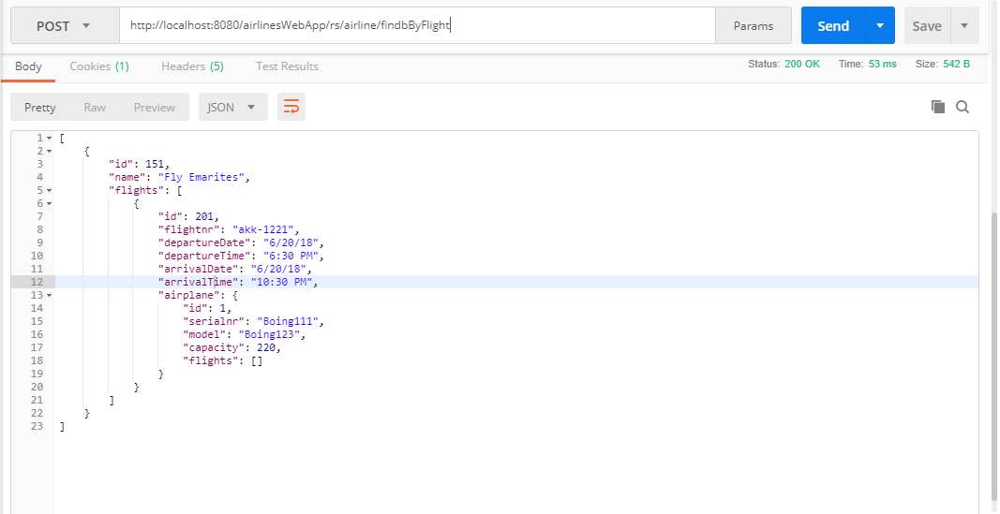 POST http://localhost:8080/airlinesWebApp/rs/airline/findbByFlight Params Send Save
Body Cookies (1) Headers (5) Test Results Status: 200 OK Time: 53 ms Size: 542 B
Pretty Raw Preview JSON
1 [
2 {
3 "id": 151,
4 "name": "Fly Emarites",
5 "flights": [
6 {
7 "id": 201,
8 "flightnr": "akk-1221",
9 "departureDate": "6/20/18",
10 "departureTime": "6:30 PM",
11 "arrivalDate": "6/20/18",
12 "arrivalTime": "10:30 PM",
13 "airplane": {
14 "id": 1,
15 "serialnr": "Boing111",
16 "model": "Boing123",
17 "capacity": 220,
18 "flights": []
19 }
20 }
21 ]
22 }
23 ]